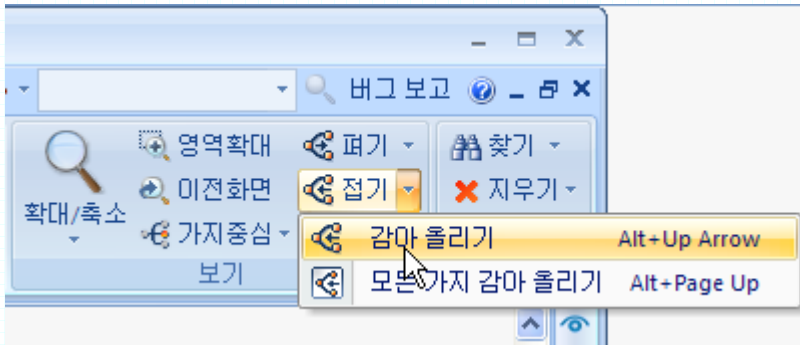 버그 보고
영역확대 펴기 찾기
이전화면 접기 지우기
확대/축소
가지중심
감아 올리기 Alt+Up Arrow
보기
모든 가지 감아 올리기 Alt+Page Up